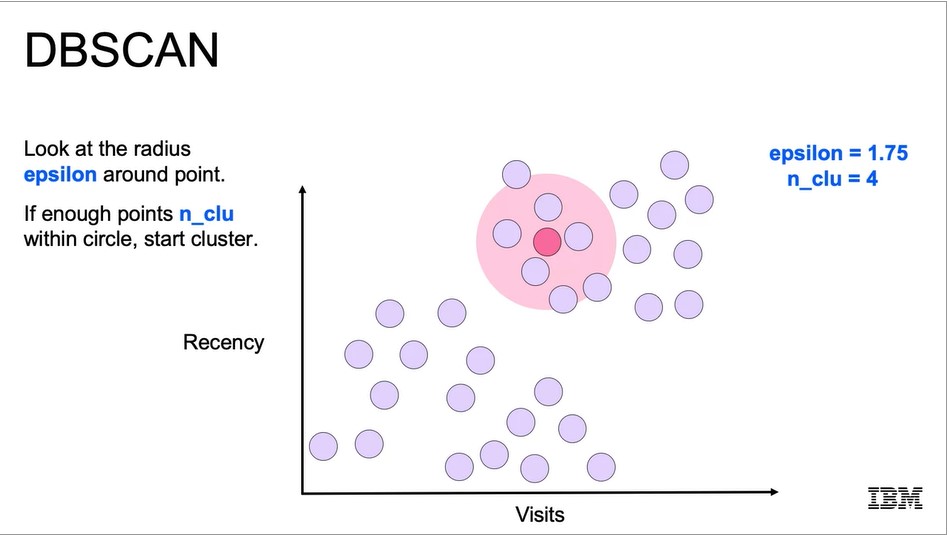 DBSCAN
Look at the radius
epsilon around point.
If enough points n_clu
within circle, start cluster.
epsilon = 1.75
n_clu = 4
Recency
Visits
IBM